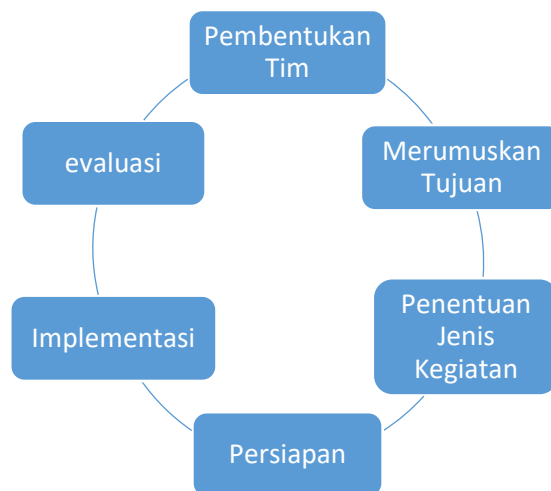 Pembentukan
Tim
Merumuskan
Tujuan
Penentuan
Jenis
Kegiatan
Persiapan
Implementasi
evaluasi